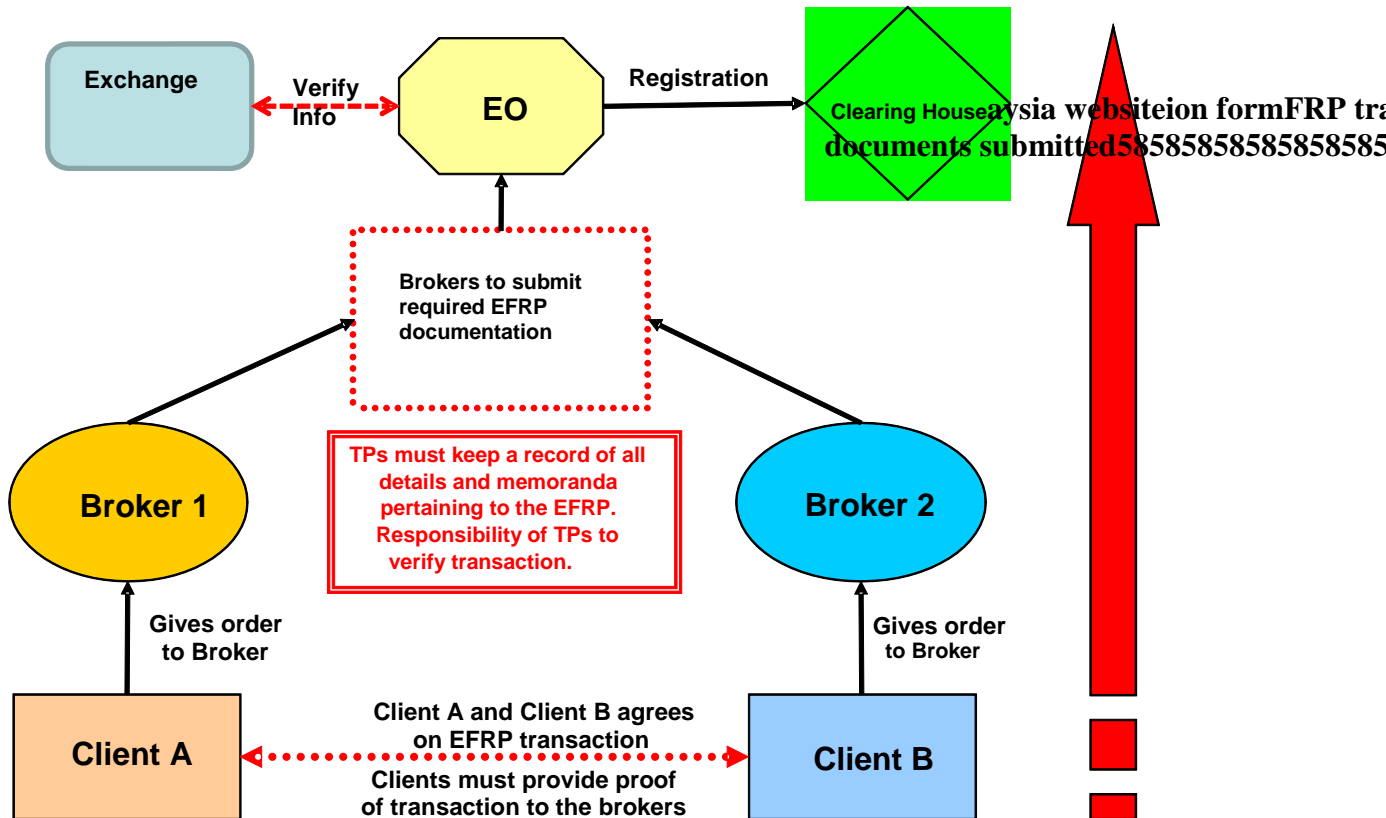 Exchange
Verify
Info
EO
Registration
Clearing House
aysia websiteion formFRP tra
documents submitted58585858585858585
Brokers to submit
required EFRP
documentation
Broker 1
TPs must keep a record of all
details and memoranda
pertaining to the EFRP.
Responsibility of TPs to
verify transaction.
Broker 2
Gives order
to Broker
Gives order
to Broker
Client A
Client A and Client B agrees
on EFRP transaction
Clients must provide proof
of transaction to the brokers
Client B